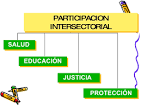 PARTICIPACION
INTERSECTORIAL
SALUD
EDUCACIÓN
JUSTICIA
PROTECCIÓN